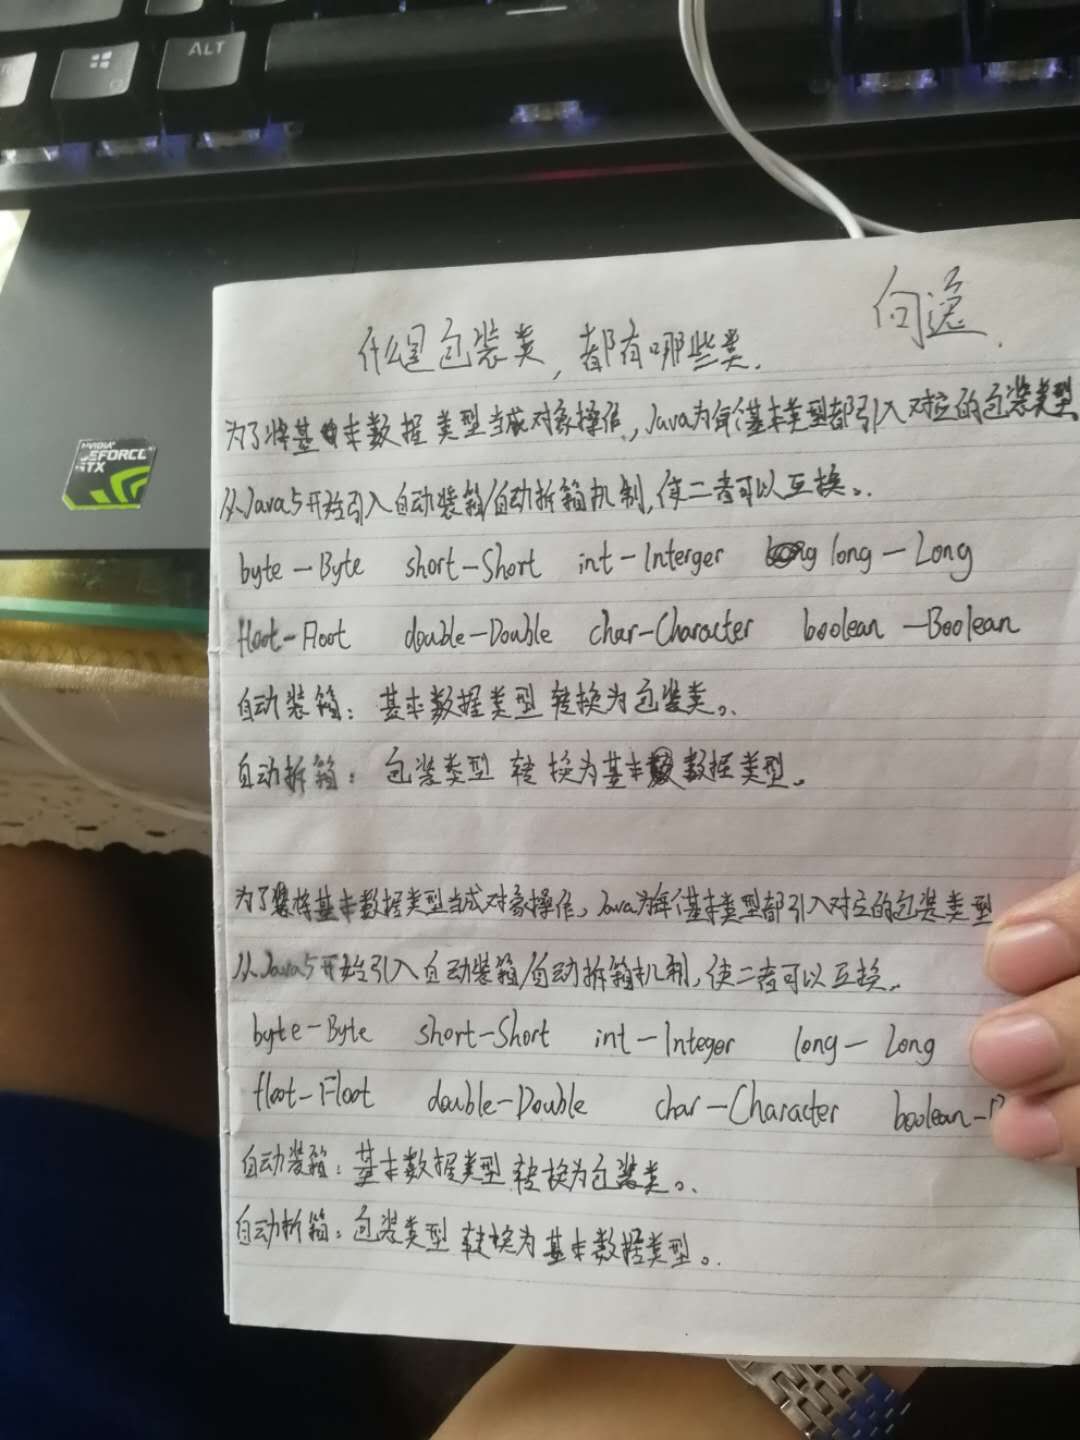 ALT
NVIDIA
GEFORCE
GTX
向逸
什么是包装类，都有哪些类.
为了将基本数据类型当成对象操作，Java为每个基本类型都引入对应的包装类型
从Java5开始引入自动装箱/自动拆箱机制,使二者可以互换。.
byte-Byte short-Short int-Interger long-Long
float-Float double-Double char-Character boolean-Boolean
自动装箱：基本数据类型转换为包装类。.
自动拆箱：包装类型转换为基本数据类型。
为了将基本数据类型当成对象操作，Java为每个基本类型都引入对应的包装类型
从Java5开始引入自动装箱/自动拆箱机制,使二者可以互换。
byte-Byte short-Short int-Integer long-Long
float-Float double-Double char-Character boolean-
自动装箱：基本数据类型转换为包装类。.
自动拆箱：包装类型转换为基本数据类型。.